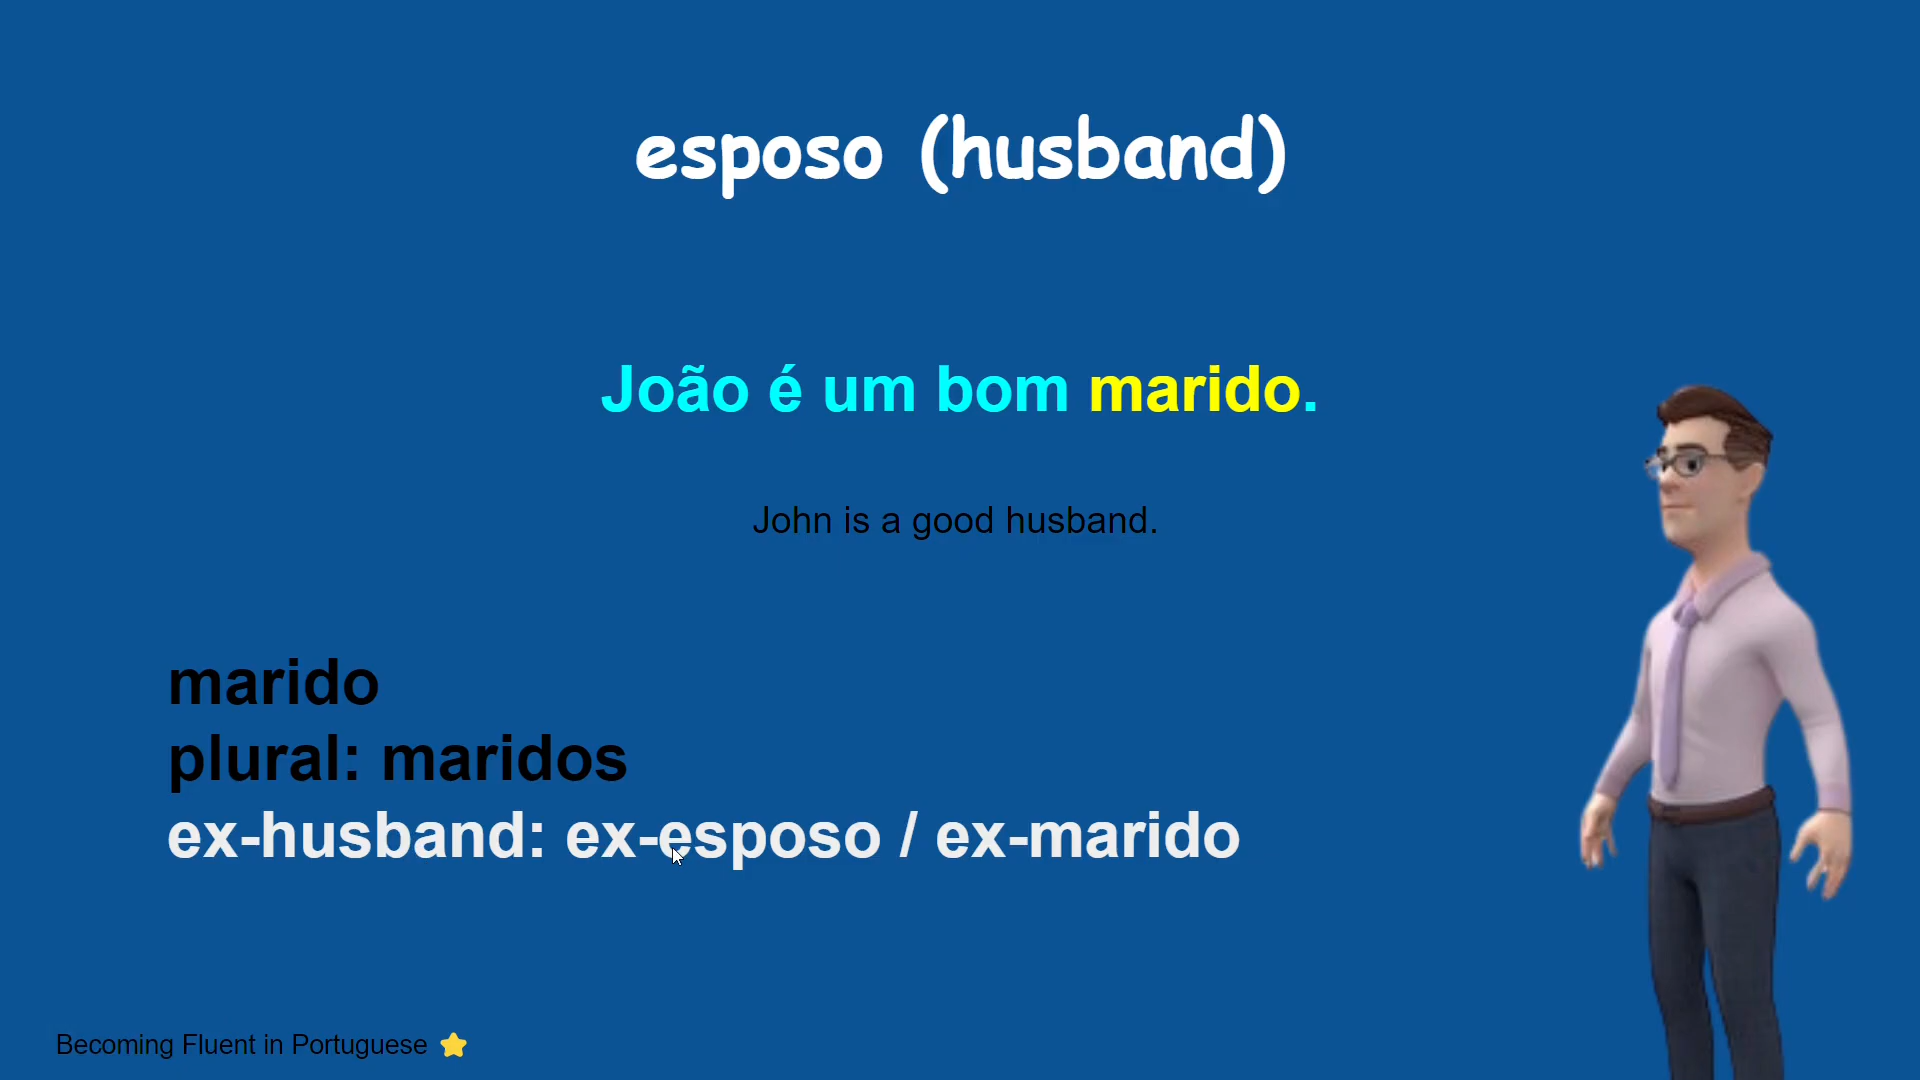 esposo (husband)
João é um bom marido.
John is a good husband.
marido
plural: maridos
ex-husband: ex-esposo / ex-marido
Becoming Fluent in Portuguese